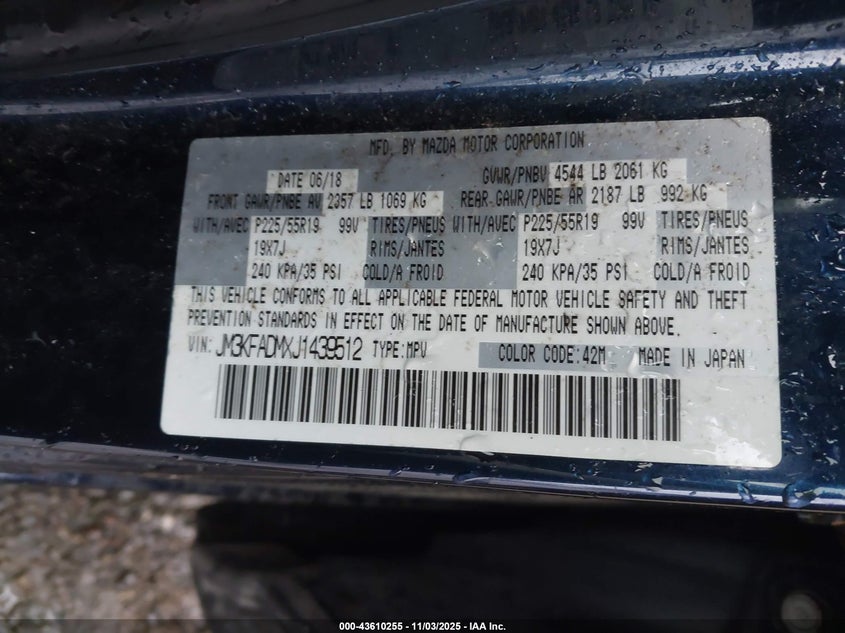 MFD. BY MAZDA MOTOR CORPORATION
DATE 06/18 GVWR/PNBV 4544 LB 2061 KG
FRONT GAWR/PNBE AV 2357 LB 1069 KG REAR GAWR/PNBE AR 2187 LB 992 KG
WITH/AVEC P225/55R19 99V TIRES/PNEUS WITH/AVEC P225/55R19 99V TIRES/PNEUS
19X7J RIMS/JANTES 19X7J RIMS/JANTES
240 KPA/35 PSI COLD/A FROID 240 KPA/35 PSI COLD/A FROID
THIS VEHICLE CONFORMS TO ALL APPLICABLE FEDERAL MOTOR VEHICLE SAFETY AND THEFT
PREVENTION STANDARDS IN EFFECT ON THE DATE OF MANUFACTURE SHOWN ABOVE.
VIN: JM3KFADMXJ1439512 TYPE:MPV COLOR CODE:42M MADE IN JAPAN
000-43610255 - 11/03/2025 - IAA Inc.